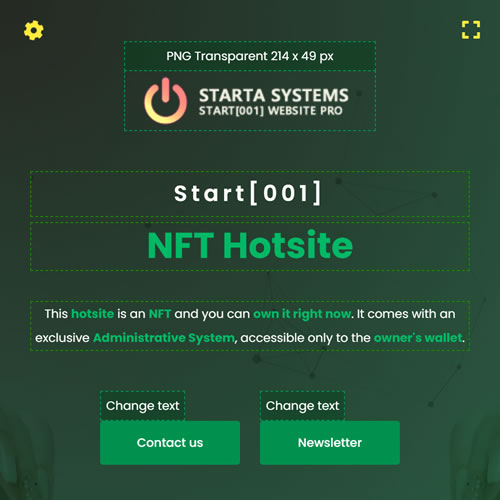 PNG Transparent 214 x 49 px
STARTA SYSTEMS
START[001] WEBSITE PRO
Start[001]
NFT Hotsite
This hotsite is an NFT and you can own it right now. It comes with an
exclusive Administrative System, accessible only to the owner's wallet.
Change text Change text
Contact us Newsletter